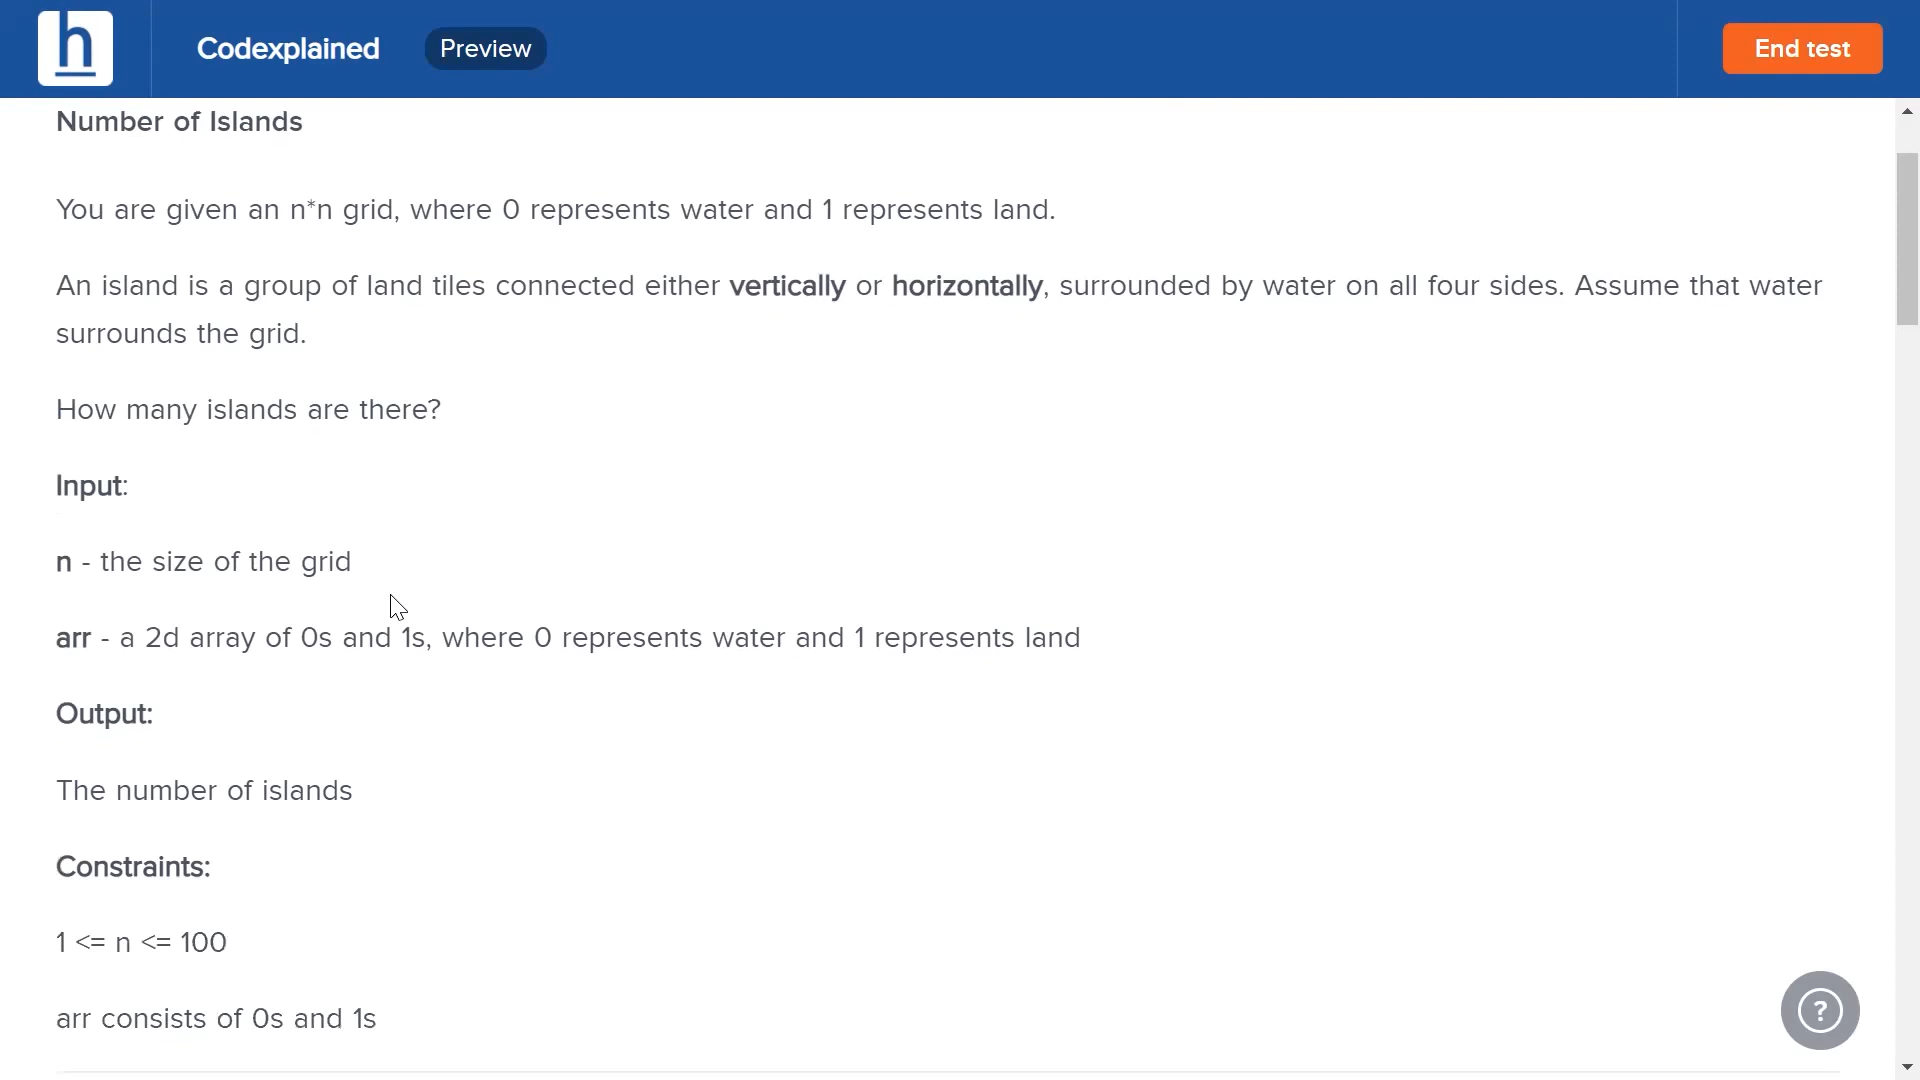 h
Codexplained
Preview
End test
Number of Islands
You are given an n*n grid, where 0 represents water and 1 represents land.
An island is a group of land tiles connected either vertically or horizontally, surrounded by water on all four sides. Assume that water
surrounds the grid.
How many islands are there?
Input:
n - the size of the grid
arr - a 2d array of 0s and 1s, where 0 represents water and 1 represents land
Output:
The number of islands
Constraints:
1 <= n <= 100
arr consists of 0s and 1s
?